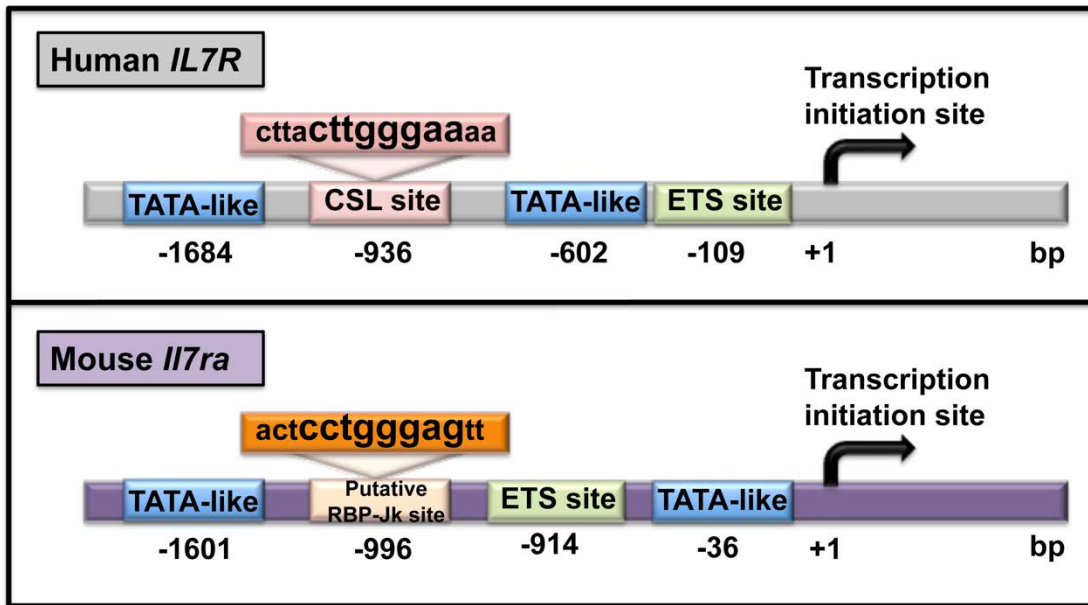 Human IL7R
Transcription
initiation site
cttacttgggaaaa
TATA-like CSL site TATA-like ETS site
-1684 -936 -602 -109 +1 bp
Mouse Il7ra
Transcription
initiation site
actcctgggagtt
TATA-like Putative RBP-Jk site ETS site TATA-like
-1601 -996 -914 -36 +1 bp